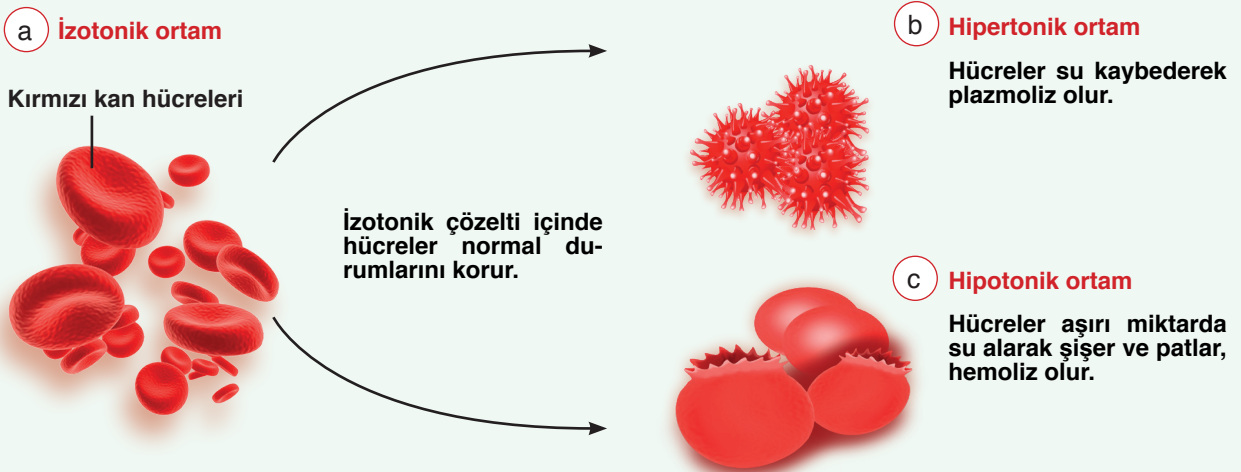 a İzotonik ortam
Kırmızı kan hücreleri
İzotonik çözelti içinde
hücreler normal du-
rumlarını korur.
b Hipertonik ortam
Hücreler su kaybederek
plazmoliz olur.
c Hipotonik ortam
Hücreler aşırı miktarda
su alarak şişer ve patlar,
hemoliz olur.